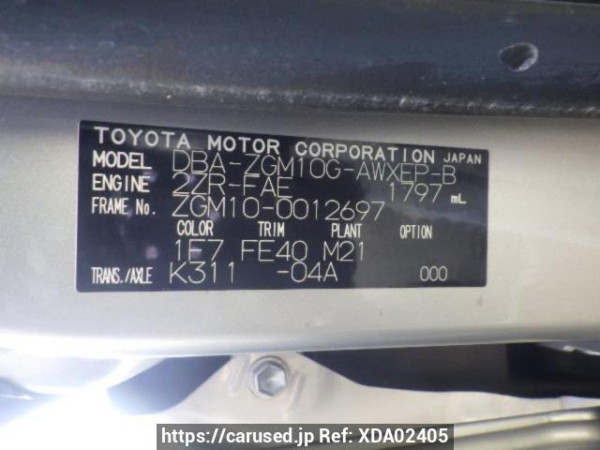 TOYOTA MOTOR CORPORATION JAPAN
MODEL DBA-ZGM10G-AWXEP-B
ENGINE 2ZR-FAE 1797 mL
FRAME No. ZGM10-0012697
COLOR TRIM PLANT OPTION
1F7 FE40 M21
TRANS./AXLE K311 -04A 000
https://carused.jp Ref: XDA02405